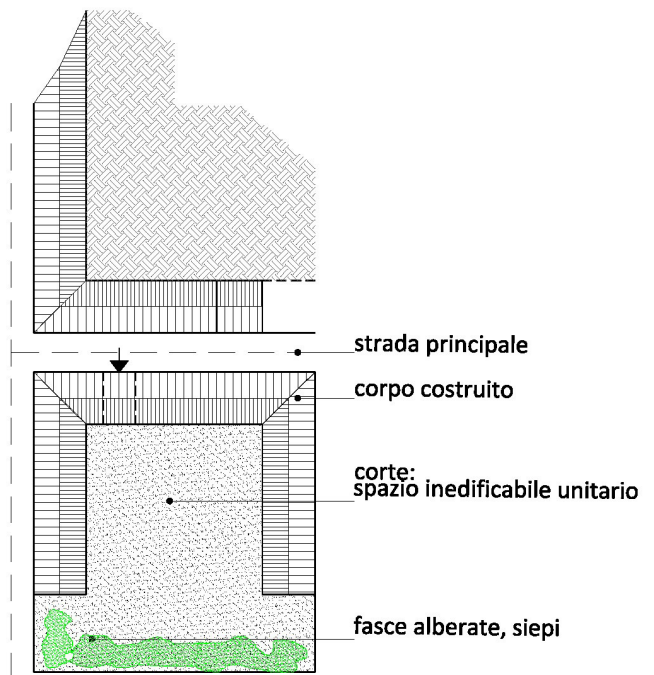 strada principale
corpo costruito
corte:
spazio inedificabile unitario
fasce alberate, siepi